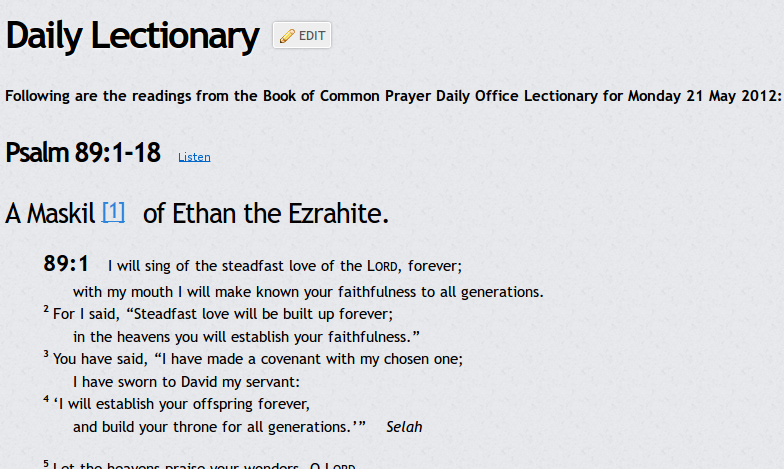 Daily Lectionary EDIT
Following are the readings from the Book of Common Prayer Daily Office Lectionary for Monday 21 May 2012:
Psalm 89:1-18 Listen
A Maskil [1] of Ethan the Ezrahite.
89:1 I will sing of the steadfast love of the LORD, forever;
with my mouth I will make known your faithfulness to all generations.
2 For I said, “Steadfast love will be built up forever;
in the heavens you will establish your faithfulness.”
3 You have said, “I have made a covenant with my chosen one;
I have sworn to David my servant:
4 ‘I will establish your offspring forever,
and build your throne for all generations.’” Selah
5 Let the heavens praise your wonders, O LORD,